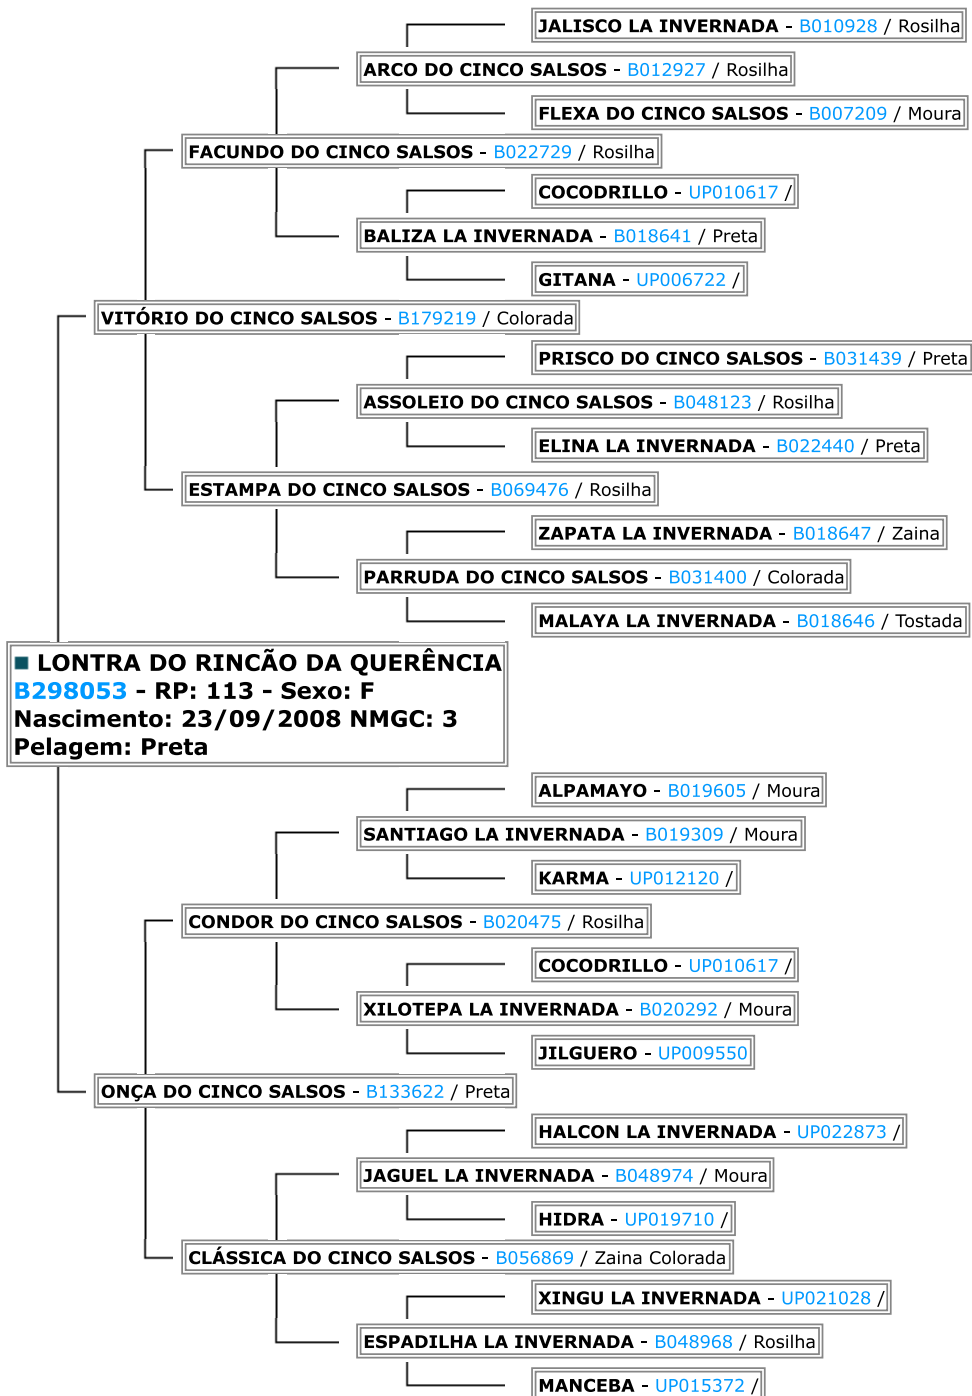 JALISCO LA INVERNADA - B010928 / Rosilha
ARCO DO CINCO SALSOS - B012927 / Rosilha
FLEXA DO CINCO SALSOS - B007209 / Moura
FACUNDO DO CINCO SALSOS - B022729 / Rosilha
COCODRILLO - UP010617 /
BALIZA LA INVERNADA - B018641 / Preta
GITANA - UP006722 /
VITÓRIO DO CINCO SALSOS - B179219 / Colorada
PRISCO DO CINCO SALSOS - B031439 / Preta
ASSOLEIO DO CINCO SALSOS - B048123 / Rosilha
ELINA LA INVERNADA - B022440 / Preta
ESTAMPA DO CINCO SALSOS - B069476 / Rosilha
ZAPATA LA INVERNADA - B018647 / Zaina
PARRUDA DO CINCO SALSOS - B031400 / Colorada
MALAYA LA INVERNADA - B018646 / Tostada
LONTRA DO RINCÃO DA QUERÊNCIA
B298053 - RP: 113 - Sexo: F
Nascimento: 23/09/2008 NMGC: 3
Pelagem: Preta
ALPAMAYO - B019605 / Moura
SANTIAGO LA INVERNADA - B019309 / Moura
KARMA - UP012120 /
CONDOR DO CINCO SALSOS - B020475 / Rosilha
COCODRILLO - UP010617 /
XILOTEPA LA INVERNADA - B020292 / Moura
JILGUERO - UP009550
ONÇA DO CINCO SALSOS - B133622 / Preta
HALCON LA INVERNADA - UP022873 /
JAGUEL LA INVERNADA - B048974 / Moura
HIDRA - UP019710 /
CLÁSSICA DO CINCO SALSOS - B056869 / Zaina Colorada
XINGU LA INVERNADA - UP021028 /
ESPADILHA LA INVERNADA - B048968 / Rosilha
MANCEBA - UP015372 /